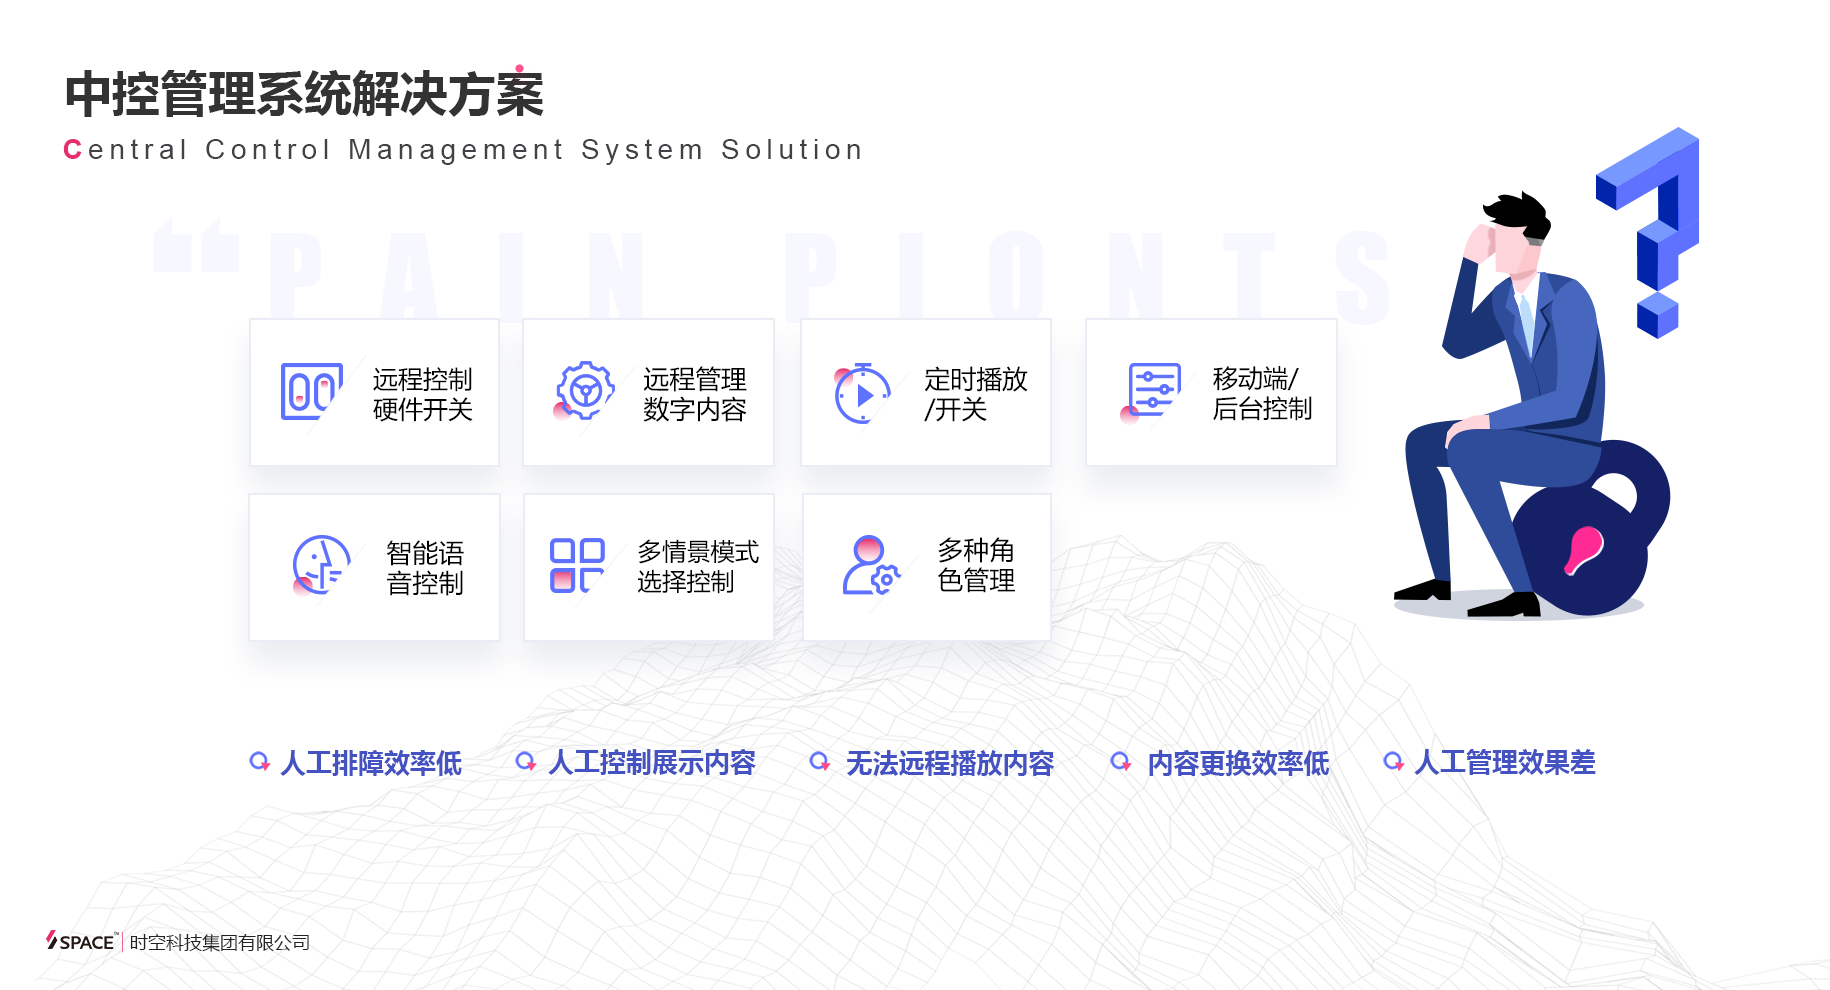 中控管理系统解决方案
Central Control Management System Solution
PAIN PIONTS
远程控制
硬件开关
远程管理
数字内容
定时播放
/开关
移动端/
后台控制
智能语
音控制
多情景模式
选择控制
多种角
色管理
人工排障效率低
人工控制展示内容
无法远程播放内容
内容更换效率低
人工管理效果差
SPACE™ 时空科技集团有限公司